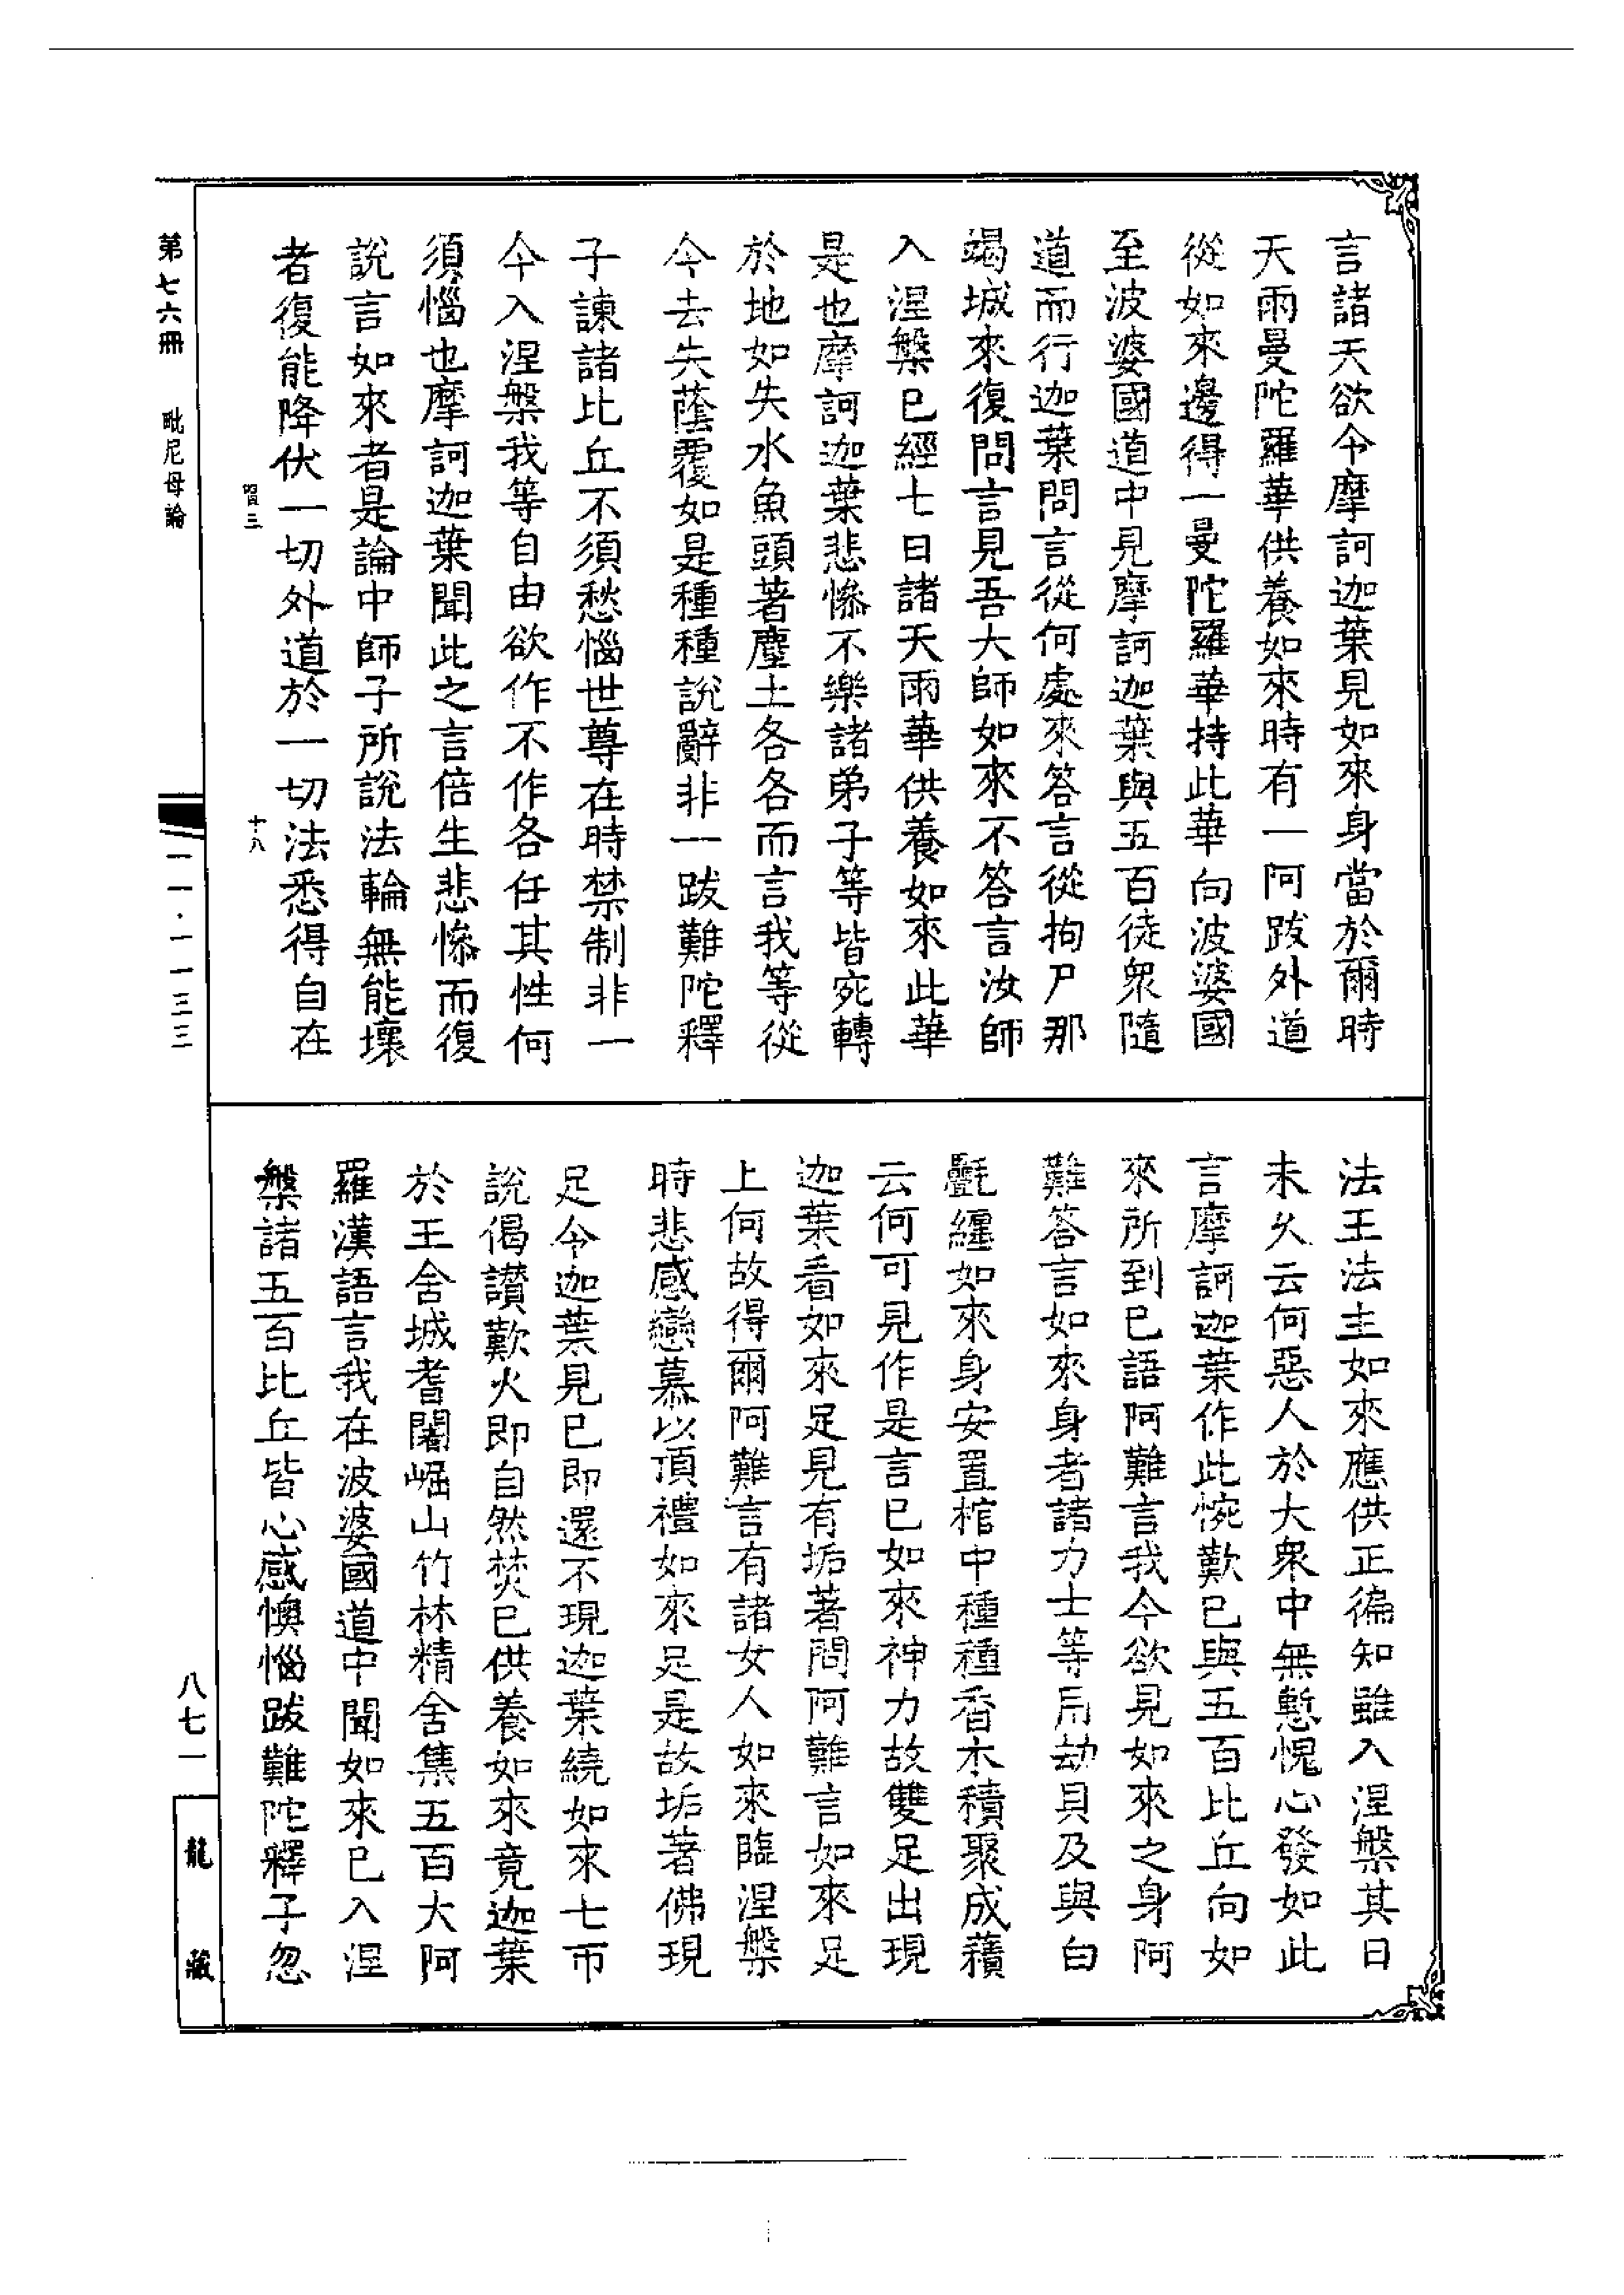 言諸天欲令摩訶迦葉見如來身當於爾時
天雨曼陀羅華供養如來時有一阿跋外道
從如來邊得一曼陀羅華持此華向波婆國
至波婆國道中見摩訶迦葉與五百徒衆隨
道而行迦葉問言從何處來答言從拘尸那
竭城來復問言見吾大師如來不答言汝師
入涅槃已經七日諸天雨華供養如來此華
是也摩訶迦葉悲慘不樂諸弟子等皆宛轉
於地如失水魚頭著塵土各各而言我等從
今去失蔭覆如是種種說辭非一跋難陀釋
子諫諸比丘不須愁惱世尊在時禁制非一
今入涅槃我等自由欲作不作各任其性何
須惱也摩訶迦葉聞此之言倍生悲慘而復
說言如來者是論中師子所說法輪無能壞
者復能降伏一切外道於一切法悉得自在
習三
十八
法王法主如來應供正徧知雖入涅槃其日
未久云何惡人於大衆中無慙愧心發如此
言摩訶迦葉作此惋歎已與五百比丘向如
來所到已語阿難言我今欲見如來之身阿
難答言如來身者諸力士等用劫貝及與白
㲲纏如來身安置棺中種種香木積聚成䕸
云何可見作是言已如來神力故雙足出現
迦葉看如來足見有垢著問阿難言如來足
上何故得爾阿難言有諸女人如來臨涅槃
時悲感戀慕以頂禮如來足是故垢著佛現
足令迦葉見已即還不現迦葉繞如來七帀
說偈讚歎火即自然焚已供養如來竟迦葉
於王舍城耆闍崛山竹林精舍集五百大阿
羅漢語言我在波婆國道中聞如來已入涅
槃諸五百比丘皆心感懊惱跋難陀釋子忽
第七六冊
毗尼母論
一一·一一三三
八七一
龍藏